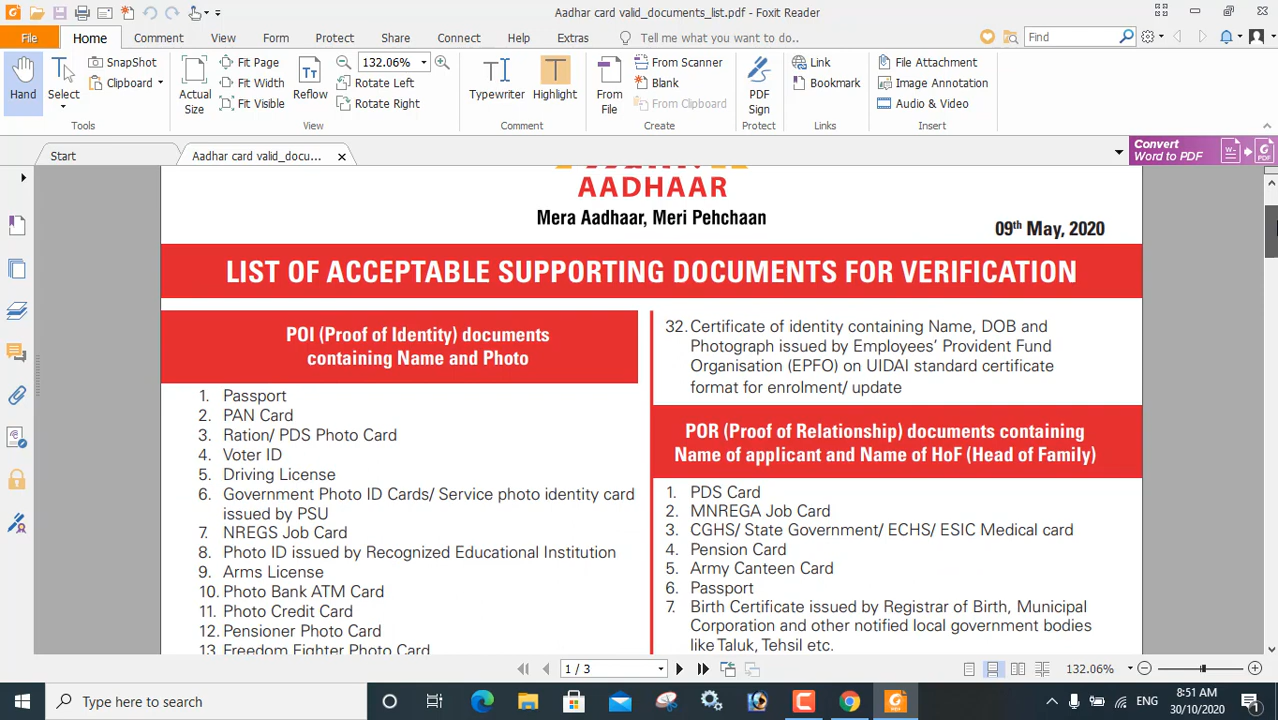 Aadhar card valid_documents_list.pdf - Foxit Reader
File Home Comment View Form Protect Share Connect Help Extras Tell me what you want to do.. Find
Hand
Select
SnapShot
Clipboard
Tools
Actual Size
Fit Page
Fit Width
Fit Visible
Reflow
132.06%
Rotate Left
Rotate Right
View
Typewriter
Highlight
Comment
From File
From Scanner
Blank
From Clipboard
Create
PDF Sign
Protect
Link
Bookmark
Links
File Attachment
Image Annotation
Audio & Video
Insert
Start
Aadhar card valid_docu...
Convert
Word to PDF
AADHAAR
Mera Aadhaar, Meri Pehchaan
09th May, 2020
LIST OF ACCEPTABLE SUPPORTING DOCUMENTS FOR VERIFICATION
POI (Proof of Identity) documents
containing Name and Photo
1. Passport
2. PAN Card
3. Ration/ PDS Photo Card
4. Voter ID
5. Driving License
6. Government Photo ID Cards/ Service photo identity card
issued by PSU
7. NREGS Job Card
8. Photo ID issued by Recognized Educational Institution
9. Arms License
10. Photo Bank ATM Card
11. Photo Credit Card
12. Pensioner Photo Card
13. Freedom Fighter Photo Card
32. Certificate of identity containing Name, DOB and
Photograph issued by Employees' Provident Fund
Organisation (EPFO) on UIDAI standard certificate
format for enrolment/ update
POR (Proof of Relationship) documents containing
Name of applicant and Name of HoF (Head of Family)
1. PDS Card
2. MNREGA Job Card
3. CGHS/ State Government/ ECHS/ ESIC Medical card
4. Pension Card
5. Army Canteen Card
6. Passport
7. Birth Certificate issued by Registrar of Birth, Municipal
Corporation and other notified local government bodies
like Taluk, Tehsil etc.
1 / 3
132.06%
Type here to search
8:51 AM
30/10/2020
1